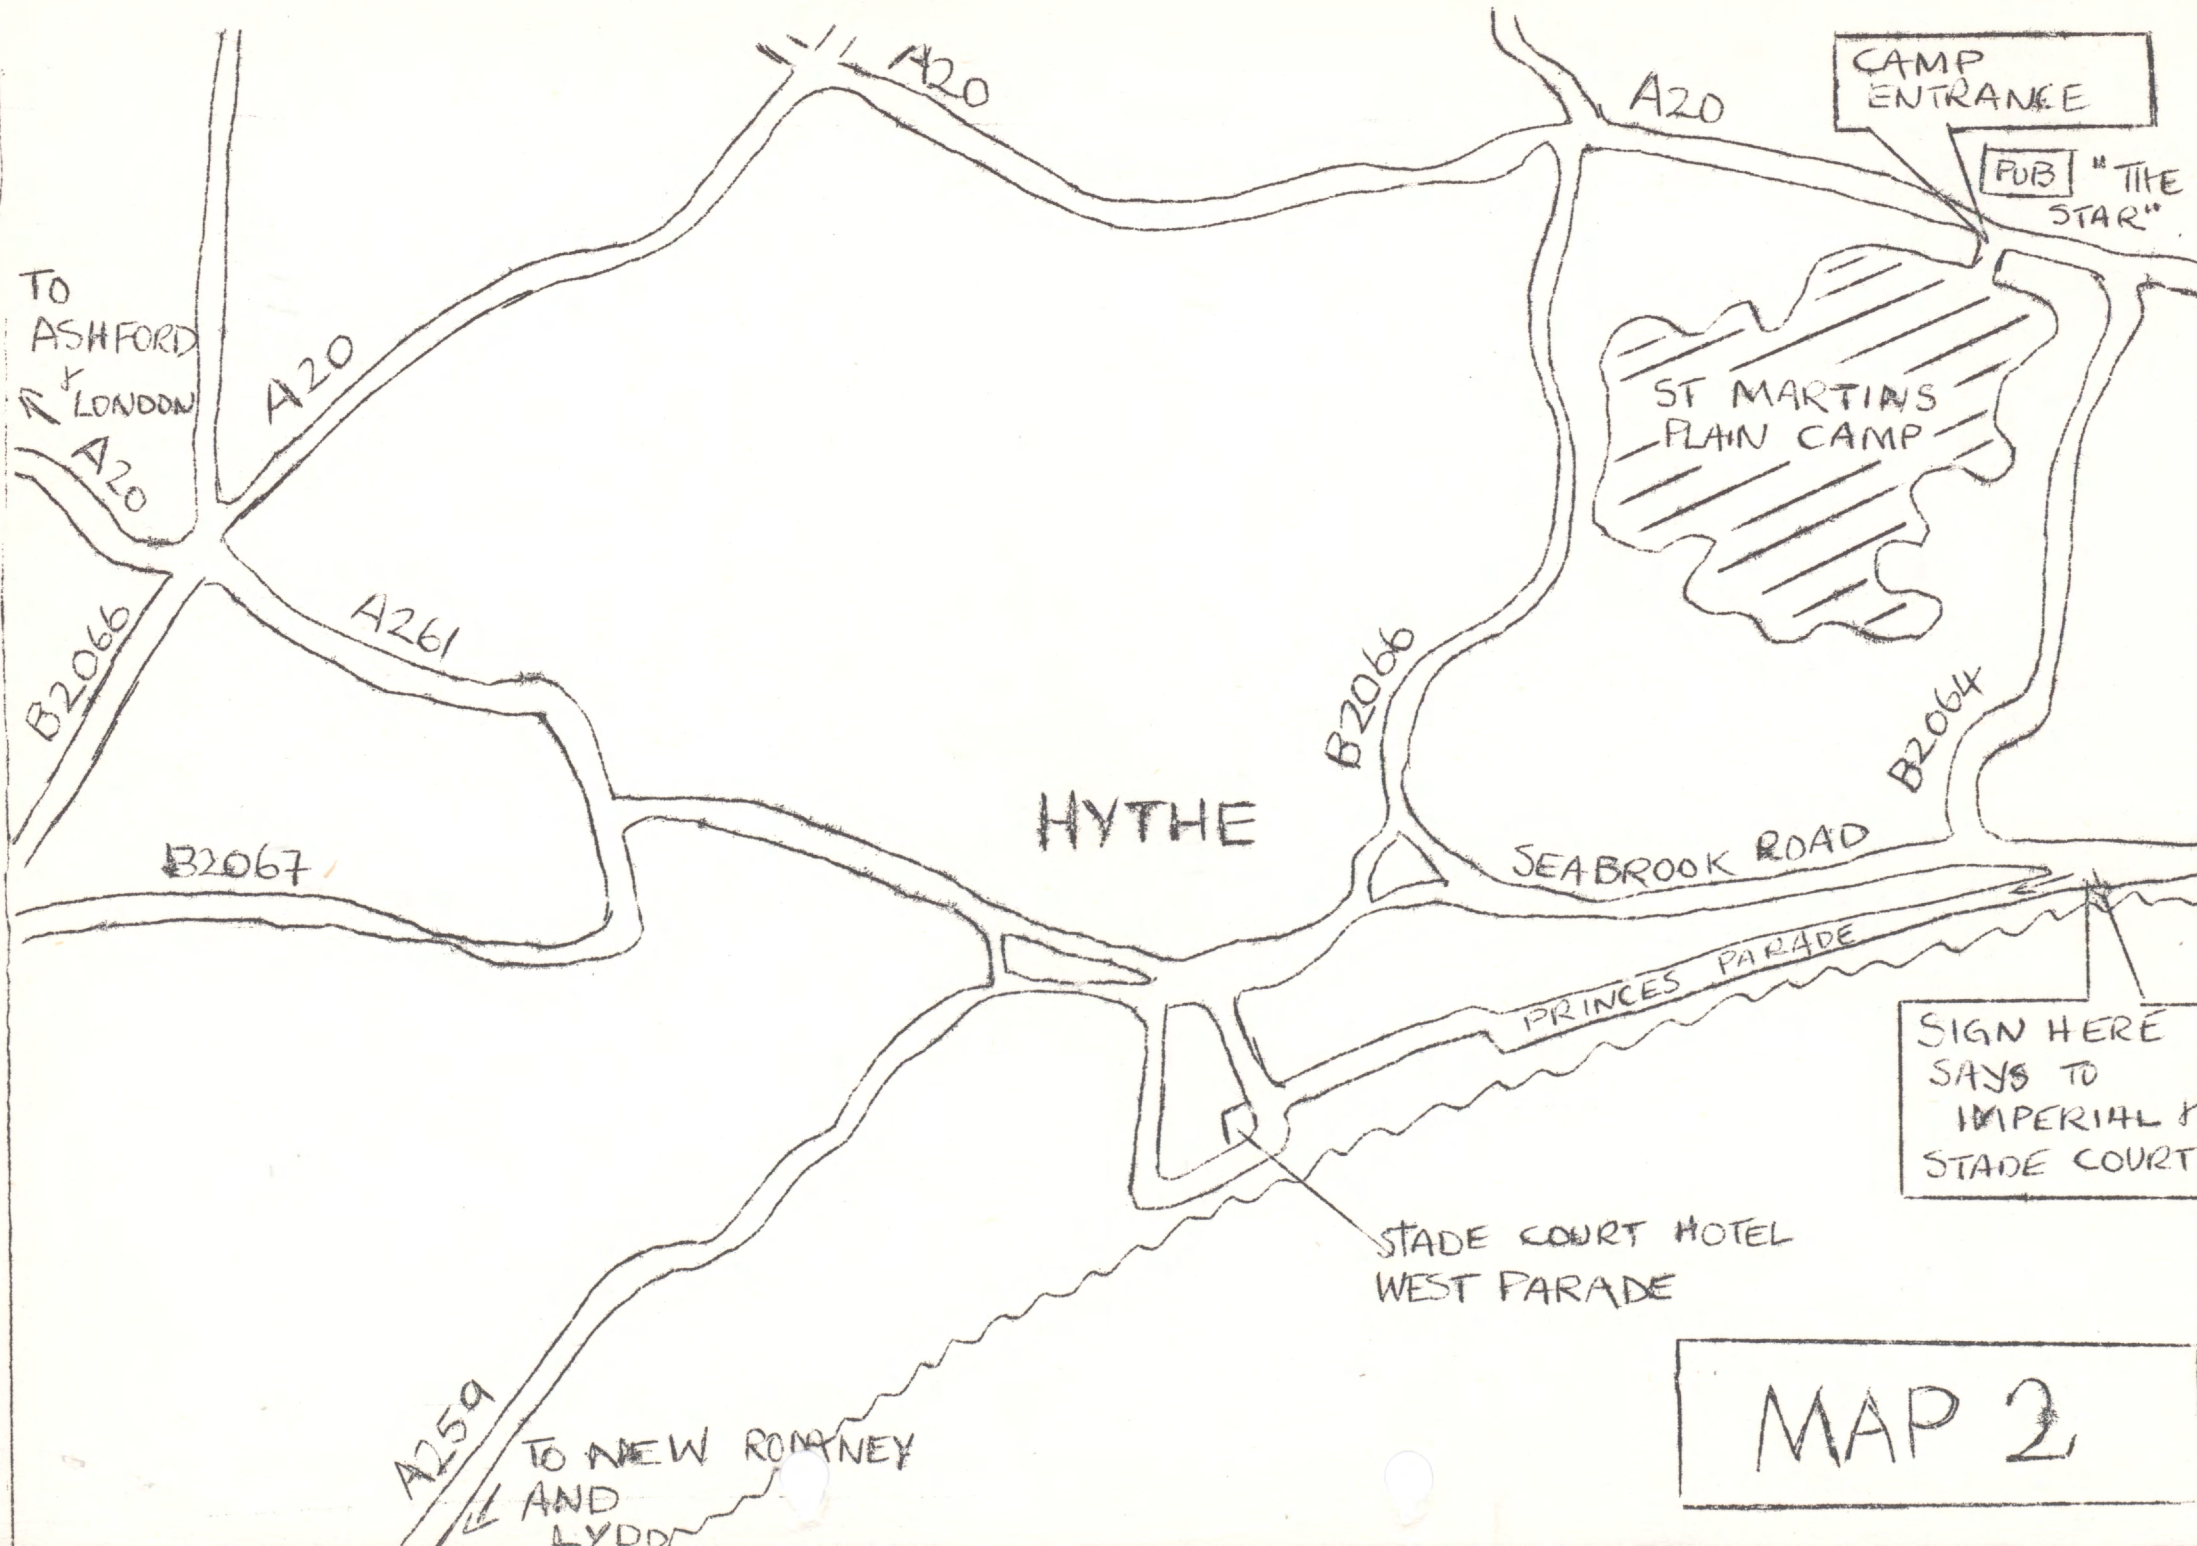 A20
A20
CAMP
ENTRANCE
PUB "THE
STAR"
TO
ASHFORD
&
LONDON
A20
A20
ST MARTINS
PLAIN CAMP
A261
B2066
B2066
B2064
HYTHE
SEABROOK ROAD
B2067
PRINCES PARADE
SIGN HERE
SAYS TO
IMPERIAL &
STADE COURT
STADE COURT HOTEL
WEST PARADE
A259
TO NEW ROMNEY
AND
LYDD
MAP 2